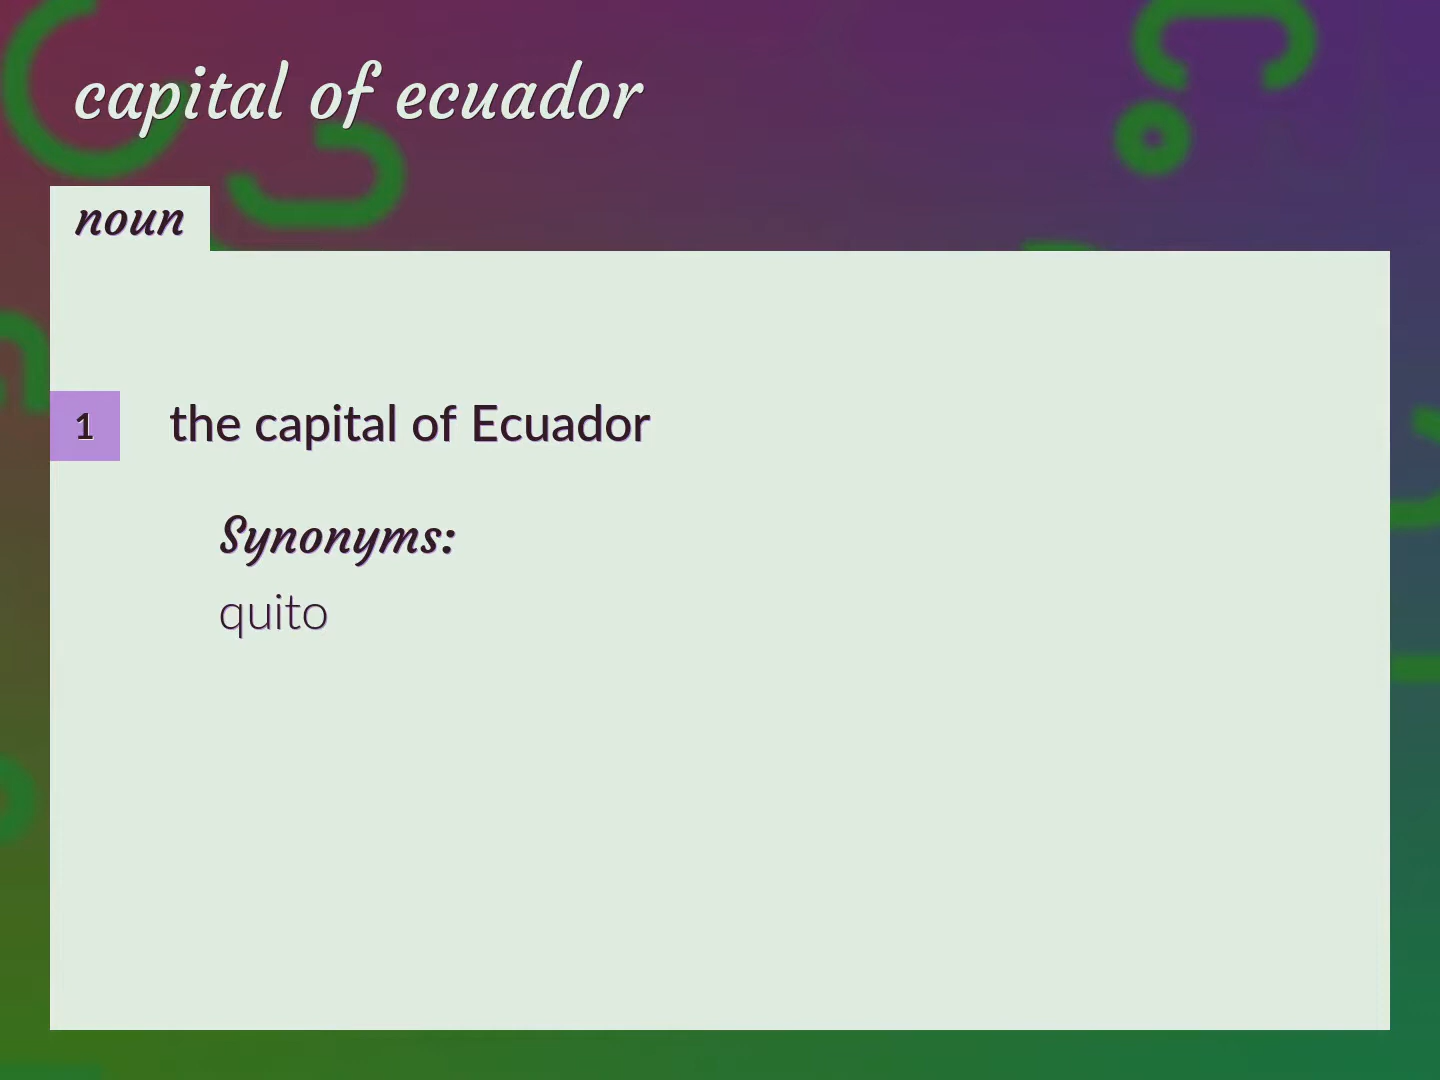 capital of ecuador
noun
1 the capital of Ecuador
Synonyms:
quito